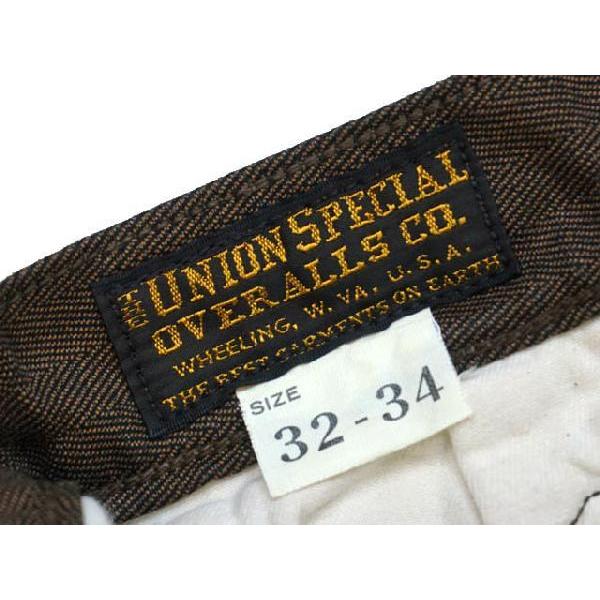 THE UNION SPECIAL
OVERALLS CO.
WHEELING, W. VA. U.S.A.
THE BEST GARMENTS ON EARTH
SIZE
32-34